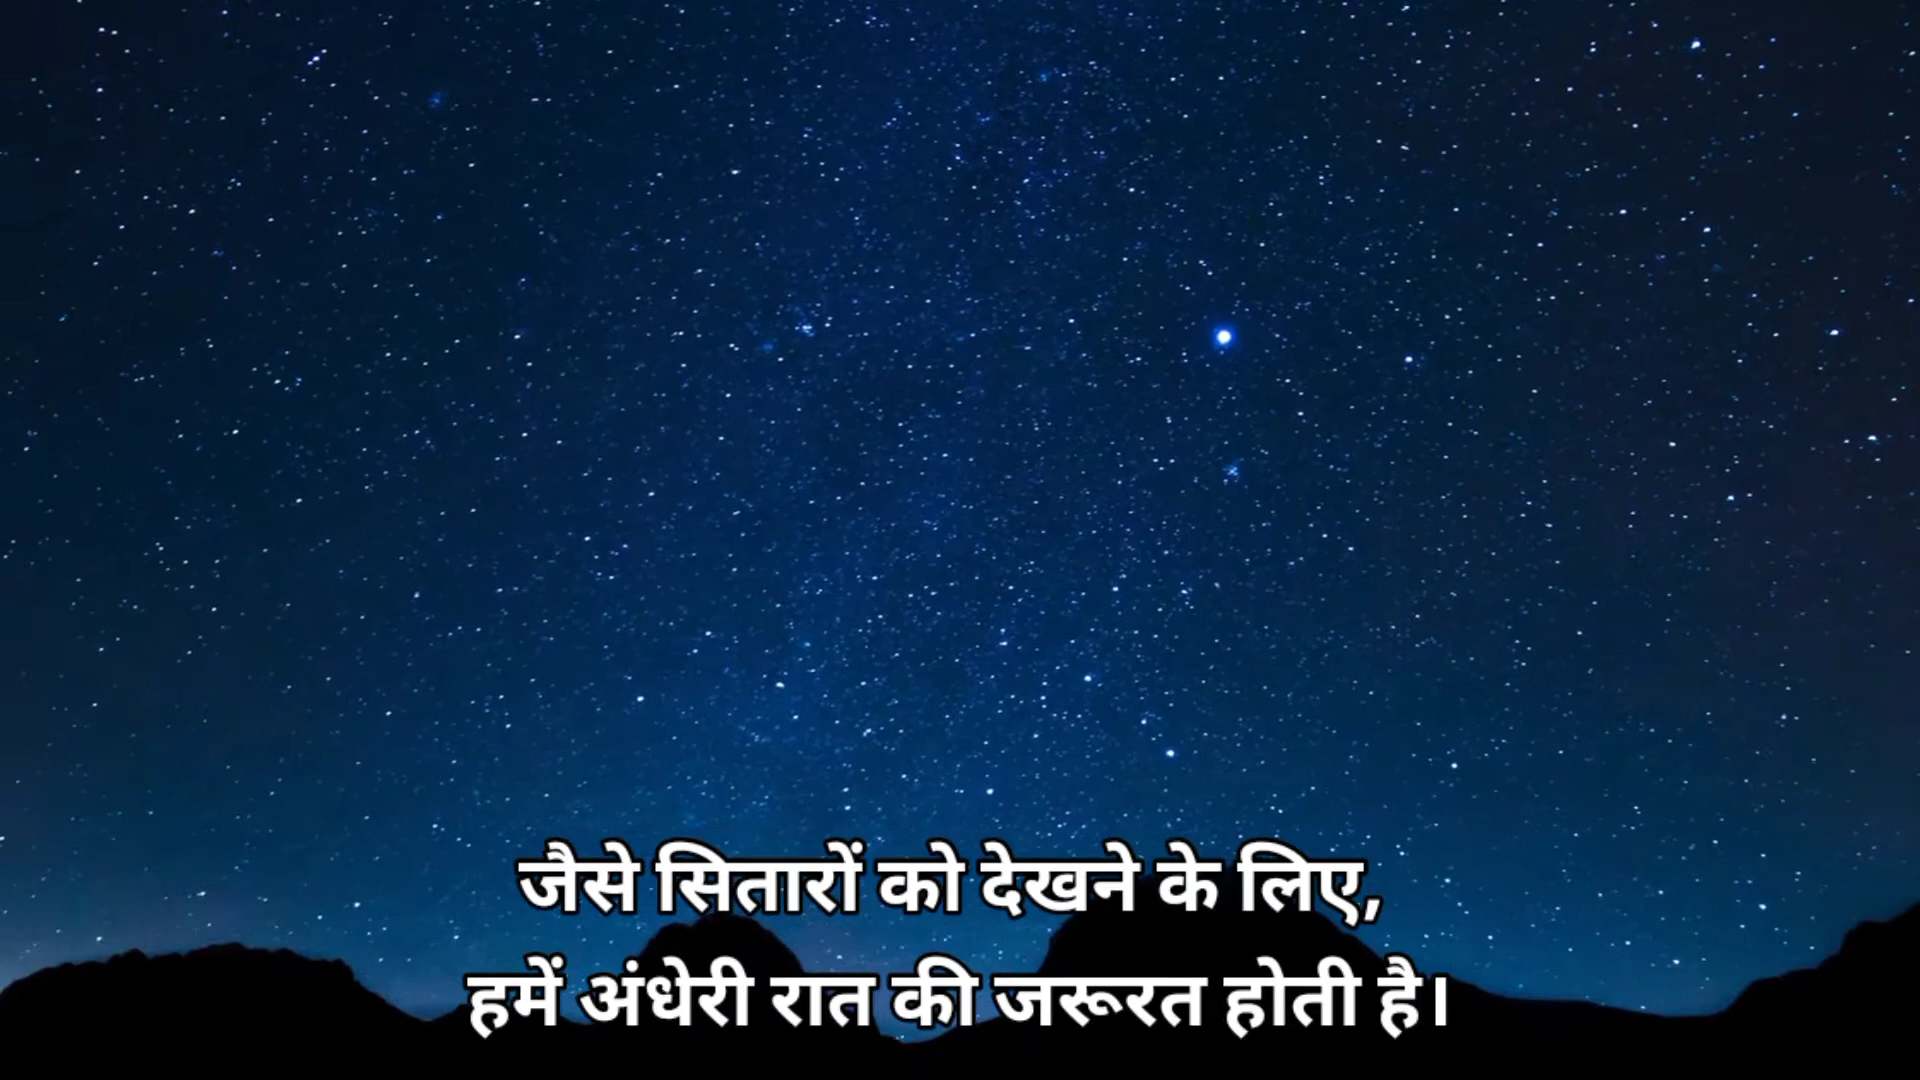 जैसे सितारों को देखने के लिए,
हमें अंधेरी रात की जरूरत होती है।